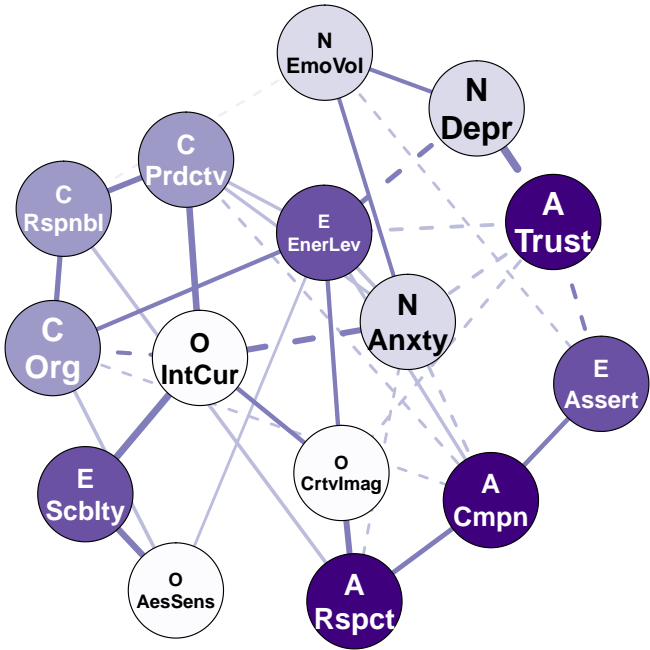 N
EmoVol
N
Depr
C
Prdctv
C
Rspnbl
E
EnerLev
A
Trust
N
Anxty
C
Org
O
IntCur
E
Assert
O
CrtvImag
E
Scblty
A
Cmpn
O
AesSens
A
Rspct